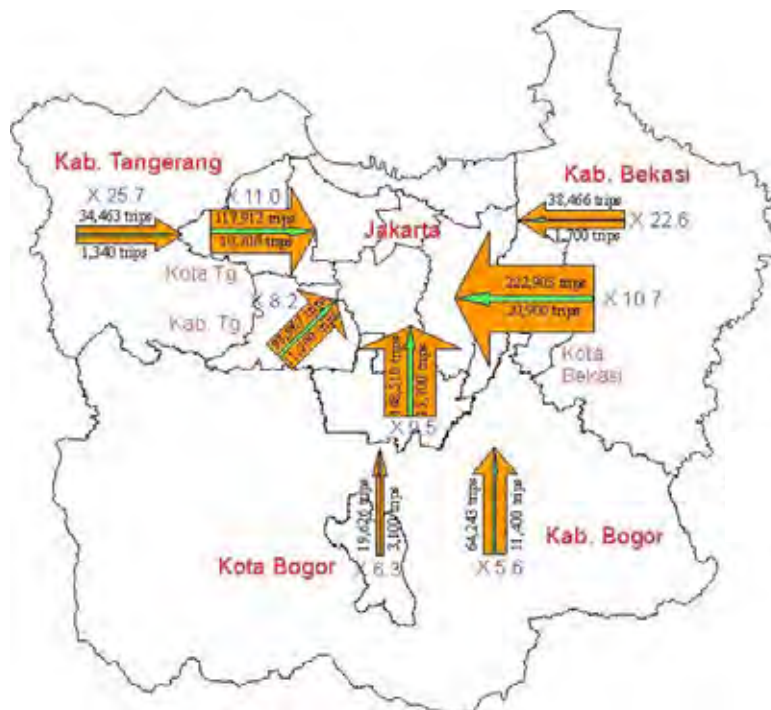 Kab. Tangerang
X 25.7
34,463 trips
1,340 trips
X 11.0
117,912 trips
Kota Tg.
Kab. Tg.
X 8.2
Jakarta
Kab. Bekasi
38,466 trips
1,700 trips
X 22.6
222,905 trips
20,900 trips
X 10.7
Kota
Bekasi
X 9.5
19,626 trips
3,100 trips
X 6.3
Kota Bogor
64,243 trips
11,400 trips
X 5.6
Kab. Bogor